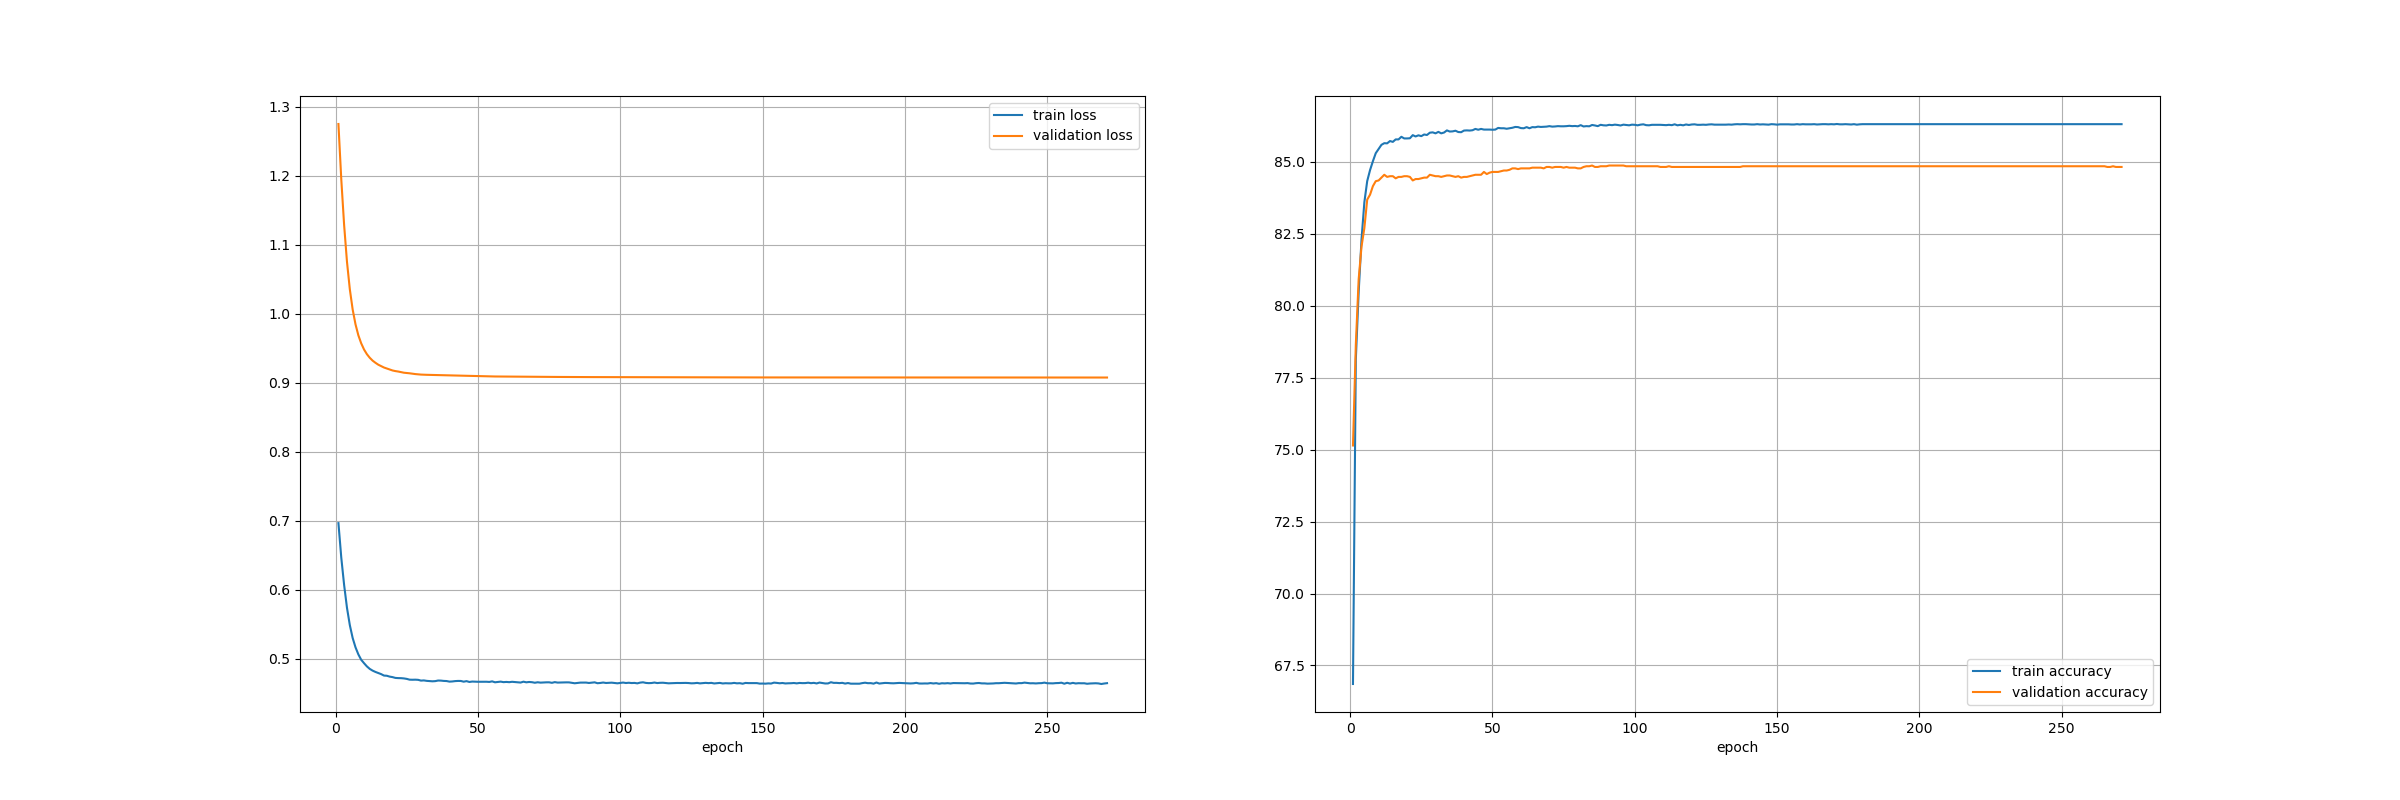 1.3
1.2
1.1
1.0
0.9
0.8
0.7
0.6
0.5
0 50 100 150 200 250
epoch
train loss
validation loss
85.0
82.5
80.0
77.5
75.0
72.5
70.0
67.5
0 50 100 150 200 250
epoch
train accuracy
validation accuracy